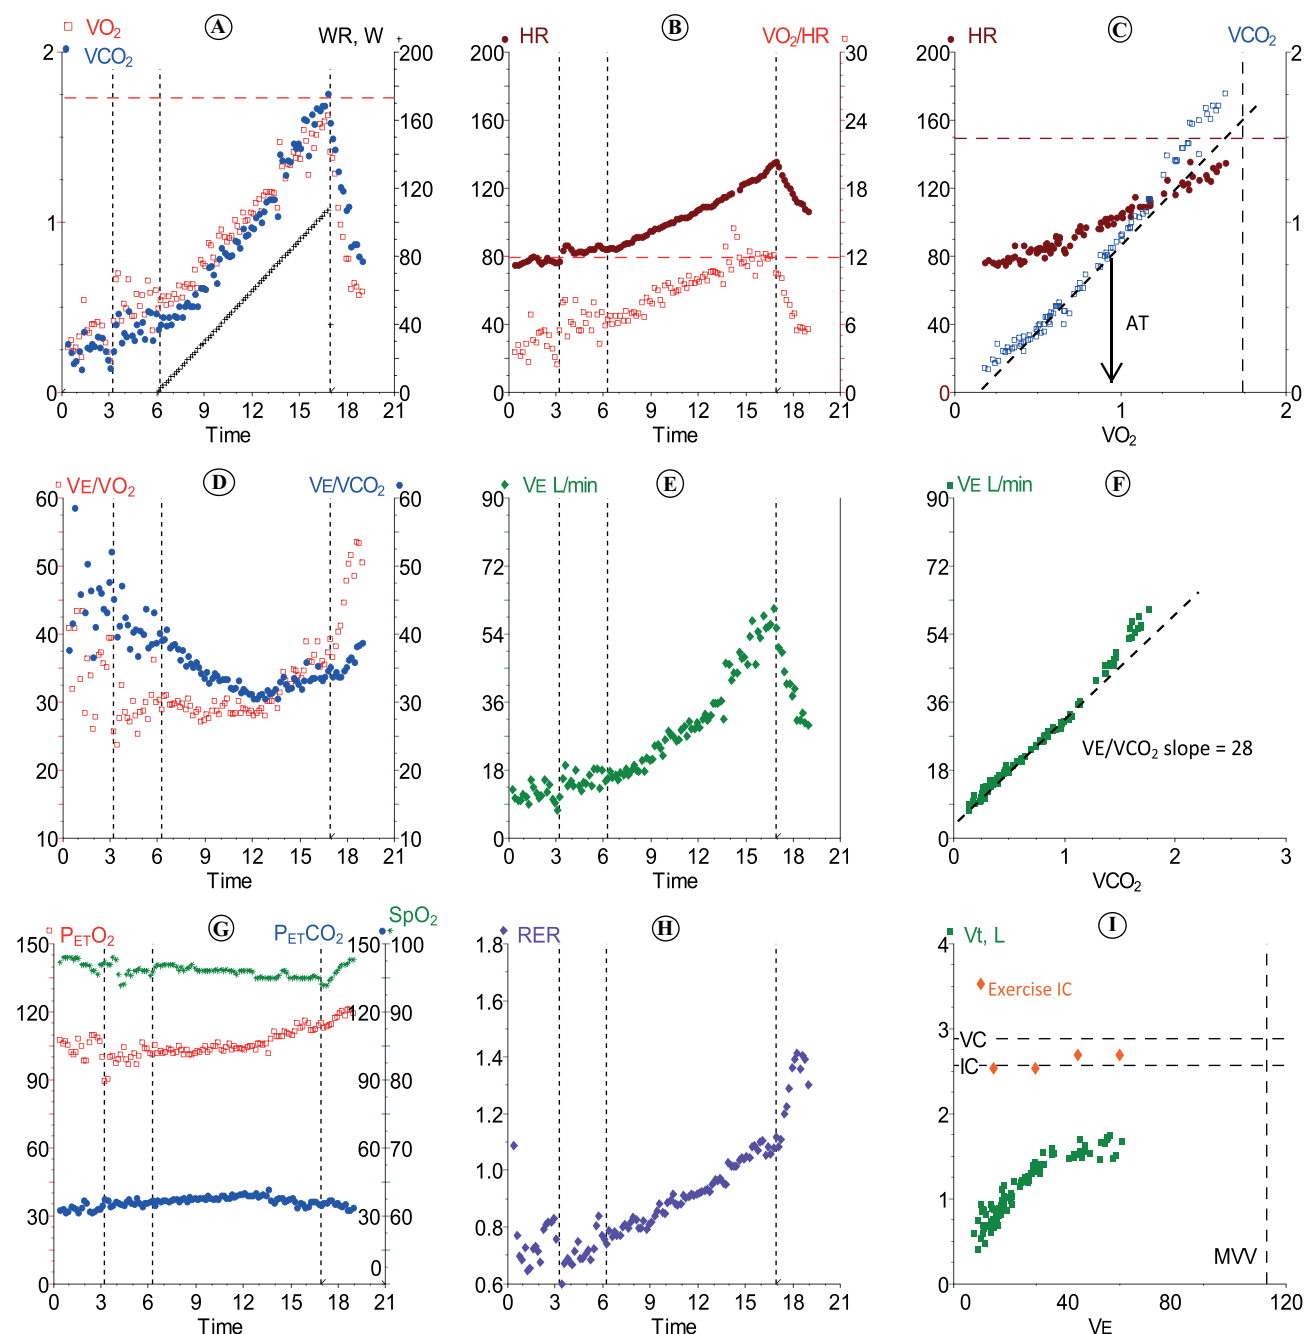 VO2
VCO2
A
WR, W
2
1
0
200
160
120
80
40
0
0 3 6 9 12 15 18 21
Time
HR
B
VO2/HR
200
160
120
80
40
0
30
24
18
12
6
0
0 3 6 9 12 15 18 21
Time
HR
C
VCO2
200
160
120
80
40
0
2
1
0
AT
0 1 2
VO2
VE/VO2
D
VE/VCO2
60
50
40
30
20
10
60
50
40
30
20
10
0 3 6 9 12 15 18 21
Time
VE L/min
E
90
72
54
36
18
0
0 3 6 9 12 15 18 21
Time
VE L/min
F
90
72
54
36
18
0
VE/VCO2 slope = 28
0 1 2 3
VCO2
PETO2
G
PETCO2
SpO2
150
120
90
60
30
0
150 100
120 90
90 80
60 70
30 60
0
0 3 6 9 12 15 18 21
Time
RER
H
1.8
1.6
1.4
1.2
1.0
0.8
0.6
0 3 6 9 12 15 18 21
Time
Vt, L
I
4
3
2
1
0
Exercise IC
VC
IC
MVV
0 40 80 120
VE